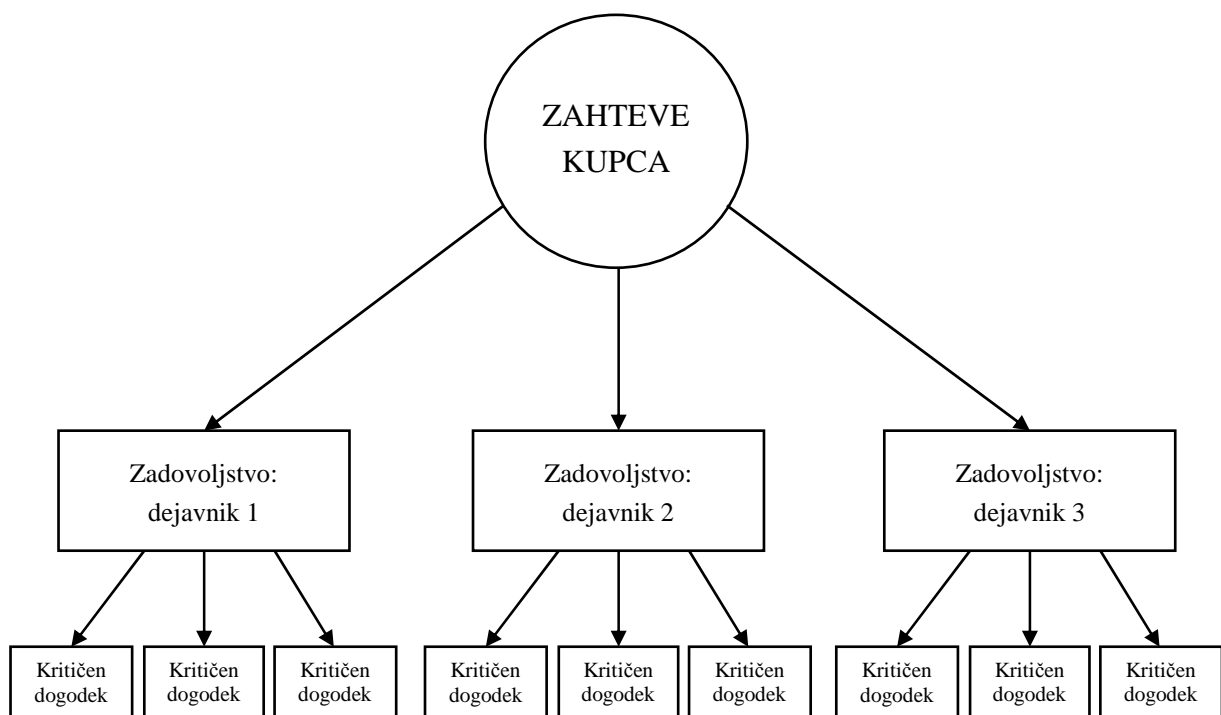 ZAHTEVE
KUPCA
Zadovoljstvo:
dejavnik 1
Zadovoljstvo:
dejavnik 2
Zadovoljstvo:
dejavnik 3
Kritičen
dogodek
Kritičen
dogodek
Kritičen
dogodek
Kritičen
dogodek
Kritičen
dogodek
Kritičen
dogodek
Kritičen
dogodek
Kritičen
dogodek
Kritičen
dogodek